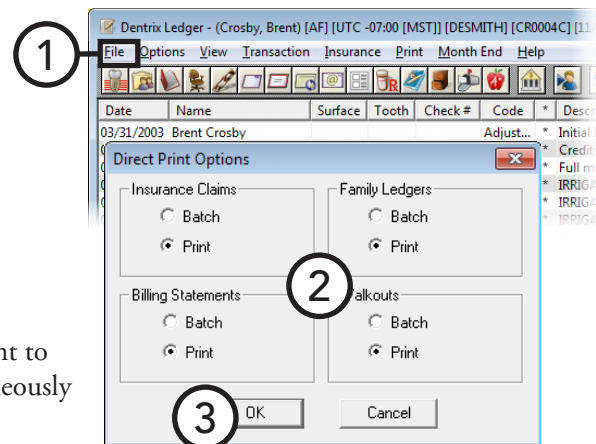 Dentrix Ledger - (Crosby, Brent) [AF] [UTC -07:00 [MST]] [DESMITH] [CR0004C] [11/
1
File Options View Transaction Insurance Print Month End Help
Date Name Surface Tooth Check # Code * Descr
03/31/2003 Brent Crosby Adjust... * Initial
Direct Print Options
* Credit
* Full m
* IRRIGA
* IRRIGA
* IRRIGA
Insurance Claims Family Ledgers
Batch Batch
Print Print
2
Billing Statements alkouts
Batch Batch
Print Print
nt to
eously
3
OK Cancel